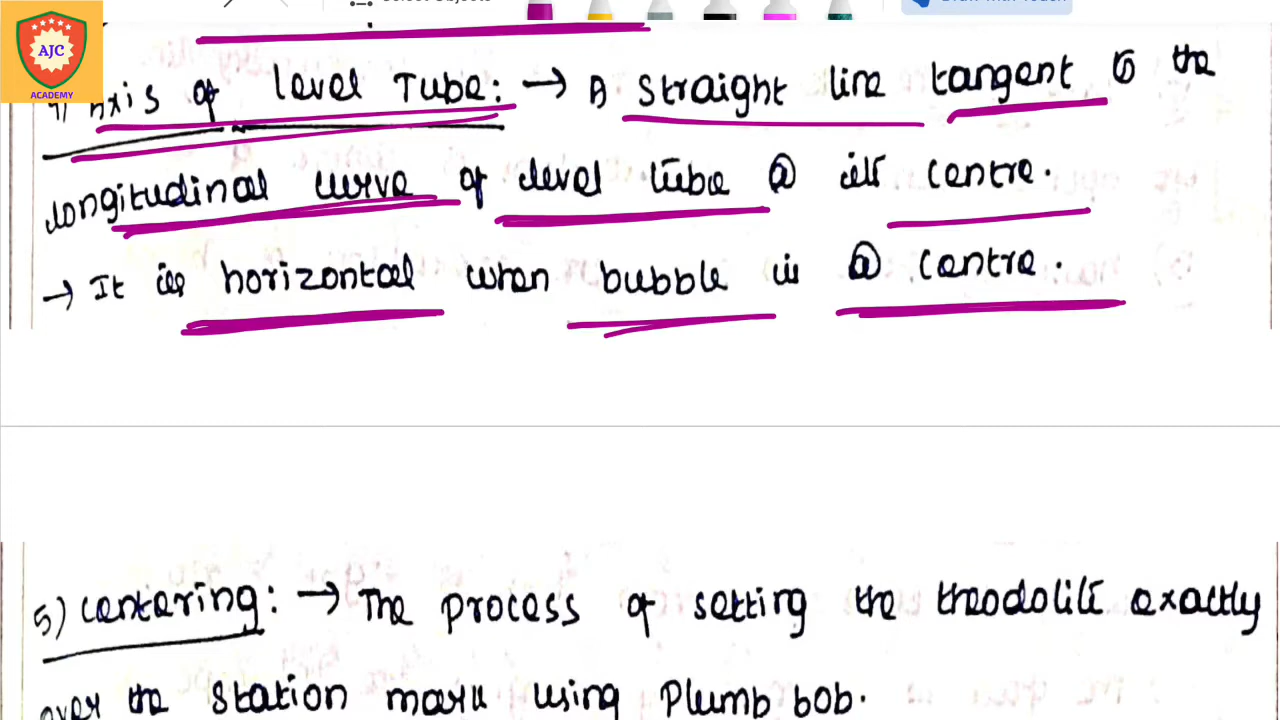 AJC
ACADEMY
Axis of level Tube: → A straight line tangent to the
longitudinal curve of level tube @ its centre.
→ It is horizontal when bubble is @ centre.
5) Centering: → The process of setting the theodolite exactly
over the station mark using Plumb bob.